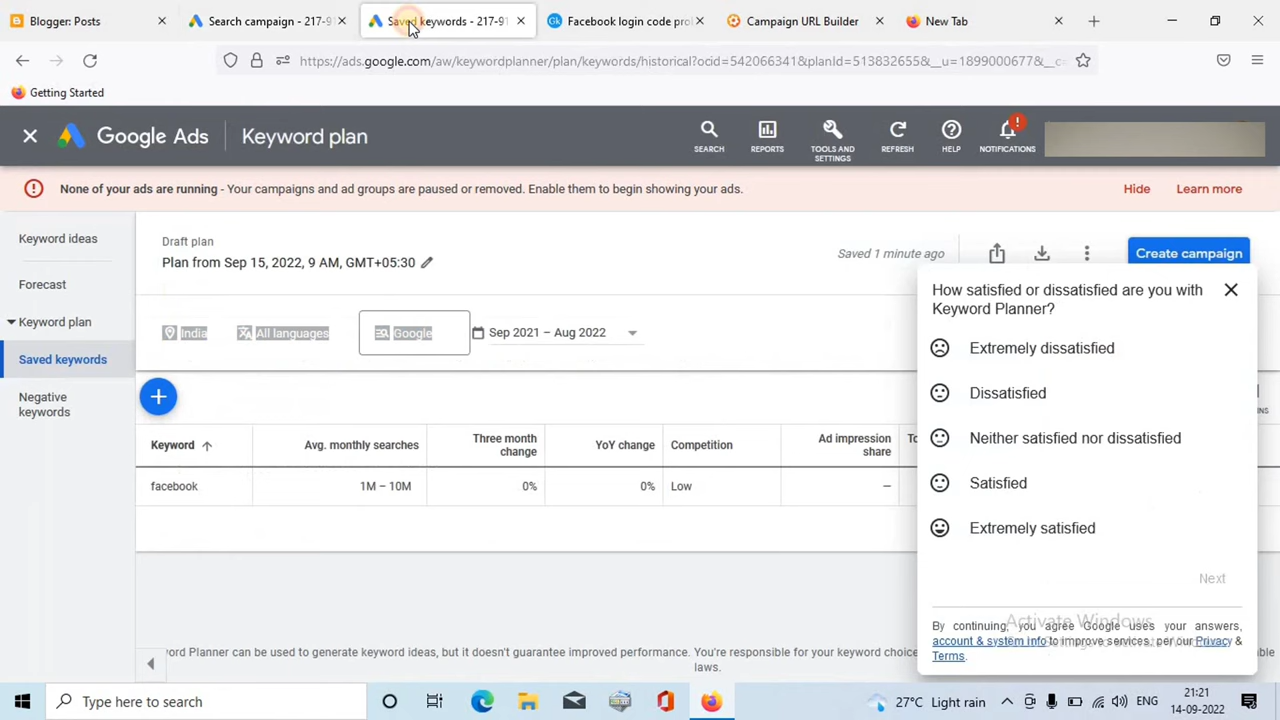 Blogger: Posts
Search campaign - 217-9
Saved keywords - 217-91
Facebook login code pro
Campaign URL Builder
New Tab
https://ads.google.com/aw/keywordplanner/plan/keywords/historical?ocid=542066341&planId=513832655&__u=1899000677&__c=
Getting Started
Google Ads
Keyword plan
SEARCH
REPORTS
TOOLS AND
SETTINGS
REFRESH
HELP
NOTIFICATIONS
None of your ads are running - Your campaigns and ad groups are paused or removed. Enable them to begin showing your ads.
Hide
Learn more
Keyword ideas
Forecast
Keyword plan
Saved keywords
Negative
keywords
Draft plan
Plan from Sep 15, 2022, 9 AM, GMT+05:30
Saved 1 minute ago
Create campaign
India
All languages
Google
Sep 2021 – Aug 2022
Keyword
Avg. monthly searches
Three month
change
YoY change
Competition
Ad impression
share
facebook
1M – 10M
0%
0%
Low
–
How satisfied or dissatisfied are you with
Keyword Planner?
Extremely dissatisfied
Dissatisfied
Neither satisfied nor dissatisfied
Satisfied
Extremely satisfied
Next
Activate Windows
By continuing, you agree Google uses your answers,
account & system info to improve services, per our Privacy &
Terms.
Planner can be used to generate keyword ideas, but it doesn't guarantee improved performance. You're responsible for your keyword choice
laws.
Type here to search
27°C Light rain
ENG
21:21
14-09-2022